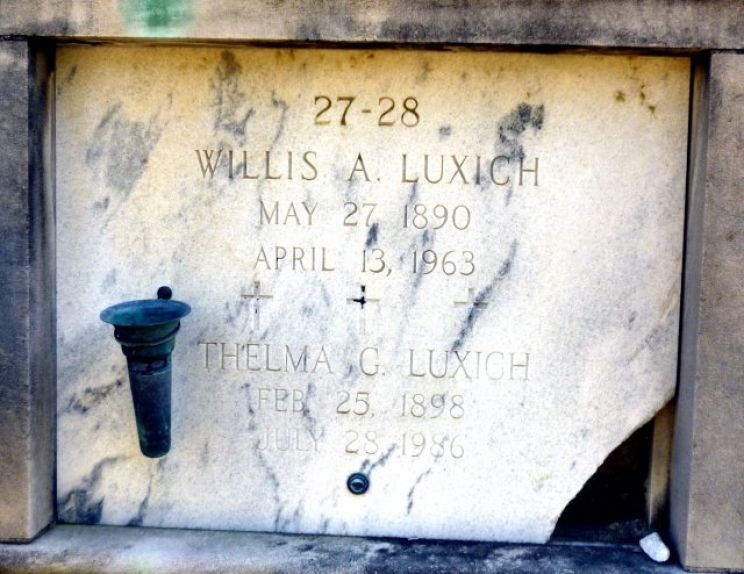 27-28
WILLIS A. LUXICH
MAY 27 1890
APRIL 13, 1963
THELMA G. LUXICH
FEB. 25, 1898
JULY 28 1986